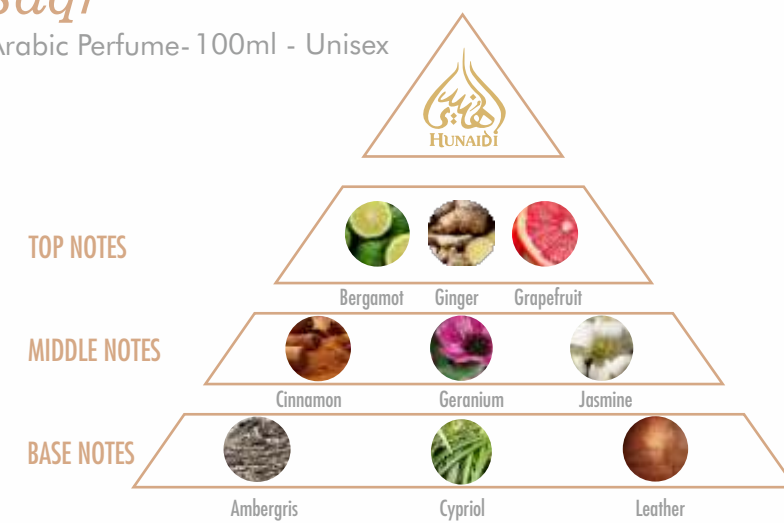 Saqr
Arabic Perfume- 100ml - Unisex
HUNAIDI
TOP NOTES
Bergamot Ginger Grapefruit
MIDDLE NOTES
Cinnamon Geranium Jasmine
BASE NOTES
Ambergris Cypriol Leather